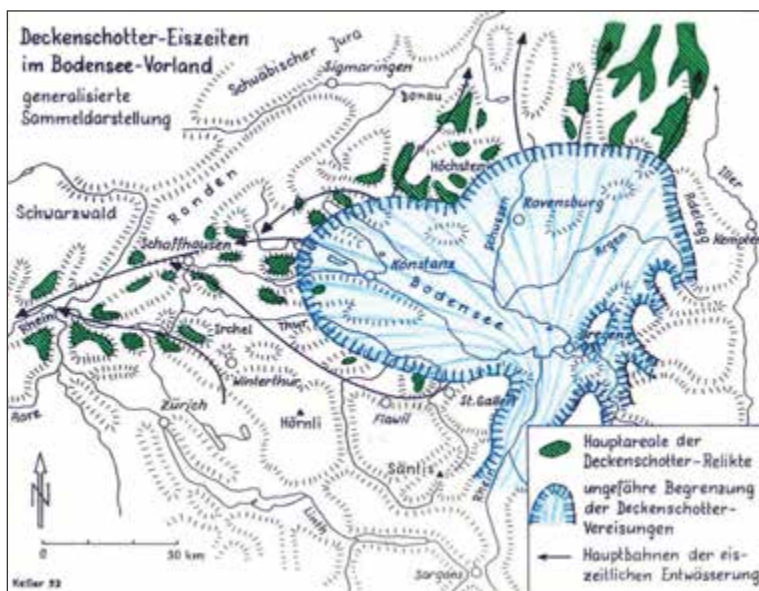 Deckenschotter-Eiszeiten
im Bodensee-Vorland
generalisierte
Sammeldarstellung
Schwäbischer Jura
Sigmaringen
Donau
Höchsten
Schwarzwald
Randen
Schaffhausen
Ravensburg
Schussen
Argen
Iller
Adelegg
Kempten
Konstanz
Bodensee
Bregenz
Rhein
Irchel
Thur
Winterthur
Aare
Zürich
Hörnli
Flawil
St.Gallen
Säntis
Rhein
Linth
Sargans
N
0 30 km
Keller 93
Hauptareale der
Deckenschotter-Relikte
ungefähre Begrenzung
der Deckenschotter-
Vereisungen
Hauptbahnen der eis-
zeitlichen Entwässerung